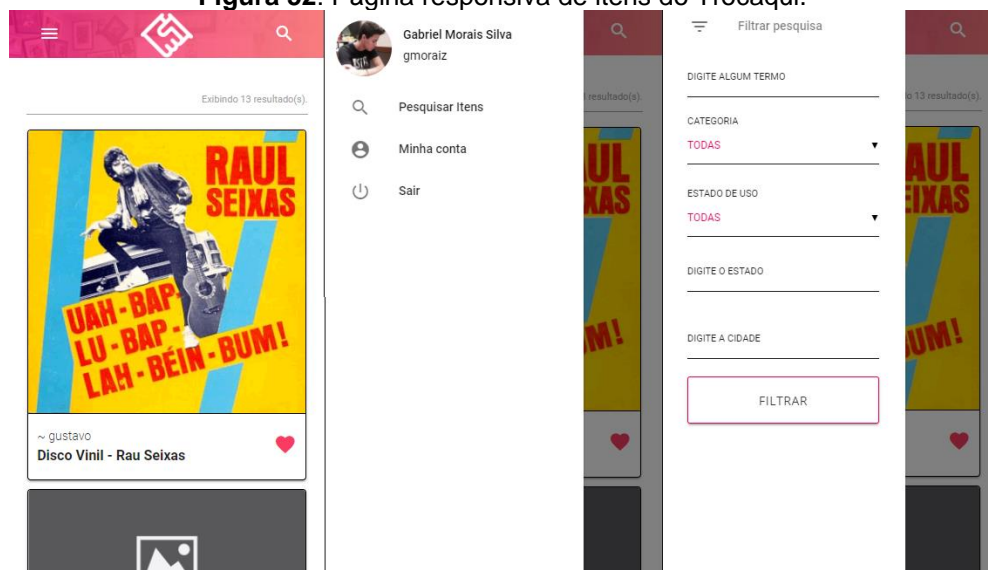 Figura 32. Página responsiva de itens do Trocaqui.
Exibindo 13 resultado(s).
RAUL
SEIXAS
UAH - BAP -
LU - BAP -
LAH - BÉIN - BUM!
~ gustavo
Disco Vinil - Rau Seixas
Gabriel Morais Silva
gmoraiz
Pesquisar Itens
Minha conta
Sair
resultado(s).
UL
XAS
M!
Filtrar pesquisa
DIGITE ALGUM TERMO
CATEGORIA
TODAS
ESTADO DE USO
TODAS
DIGITE O ESTADO
DIGITE A CIDADE
FILTRAR
o 13 resultado(s).
AUL
EIXAS
UM!